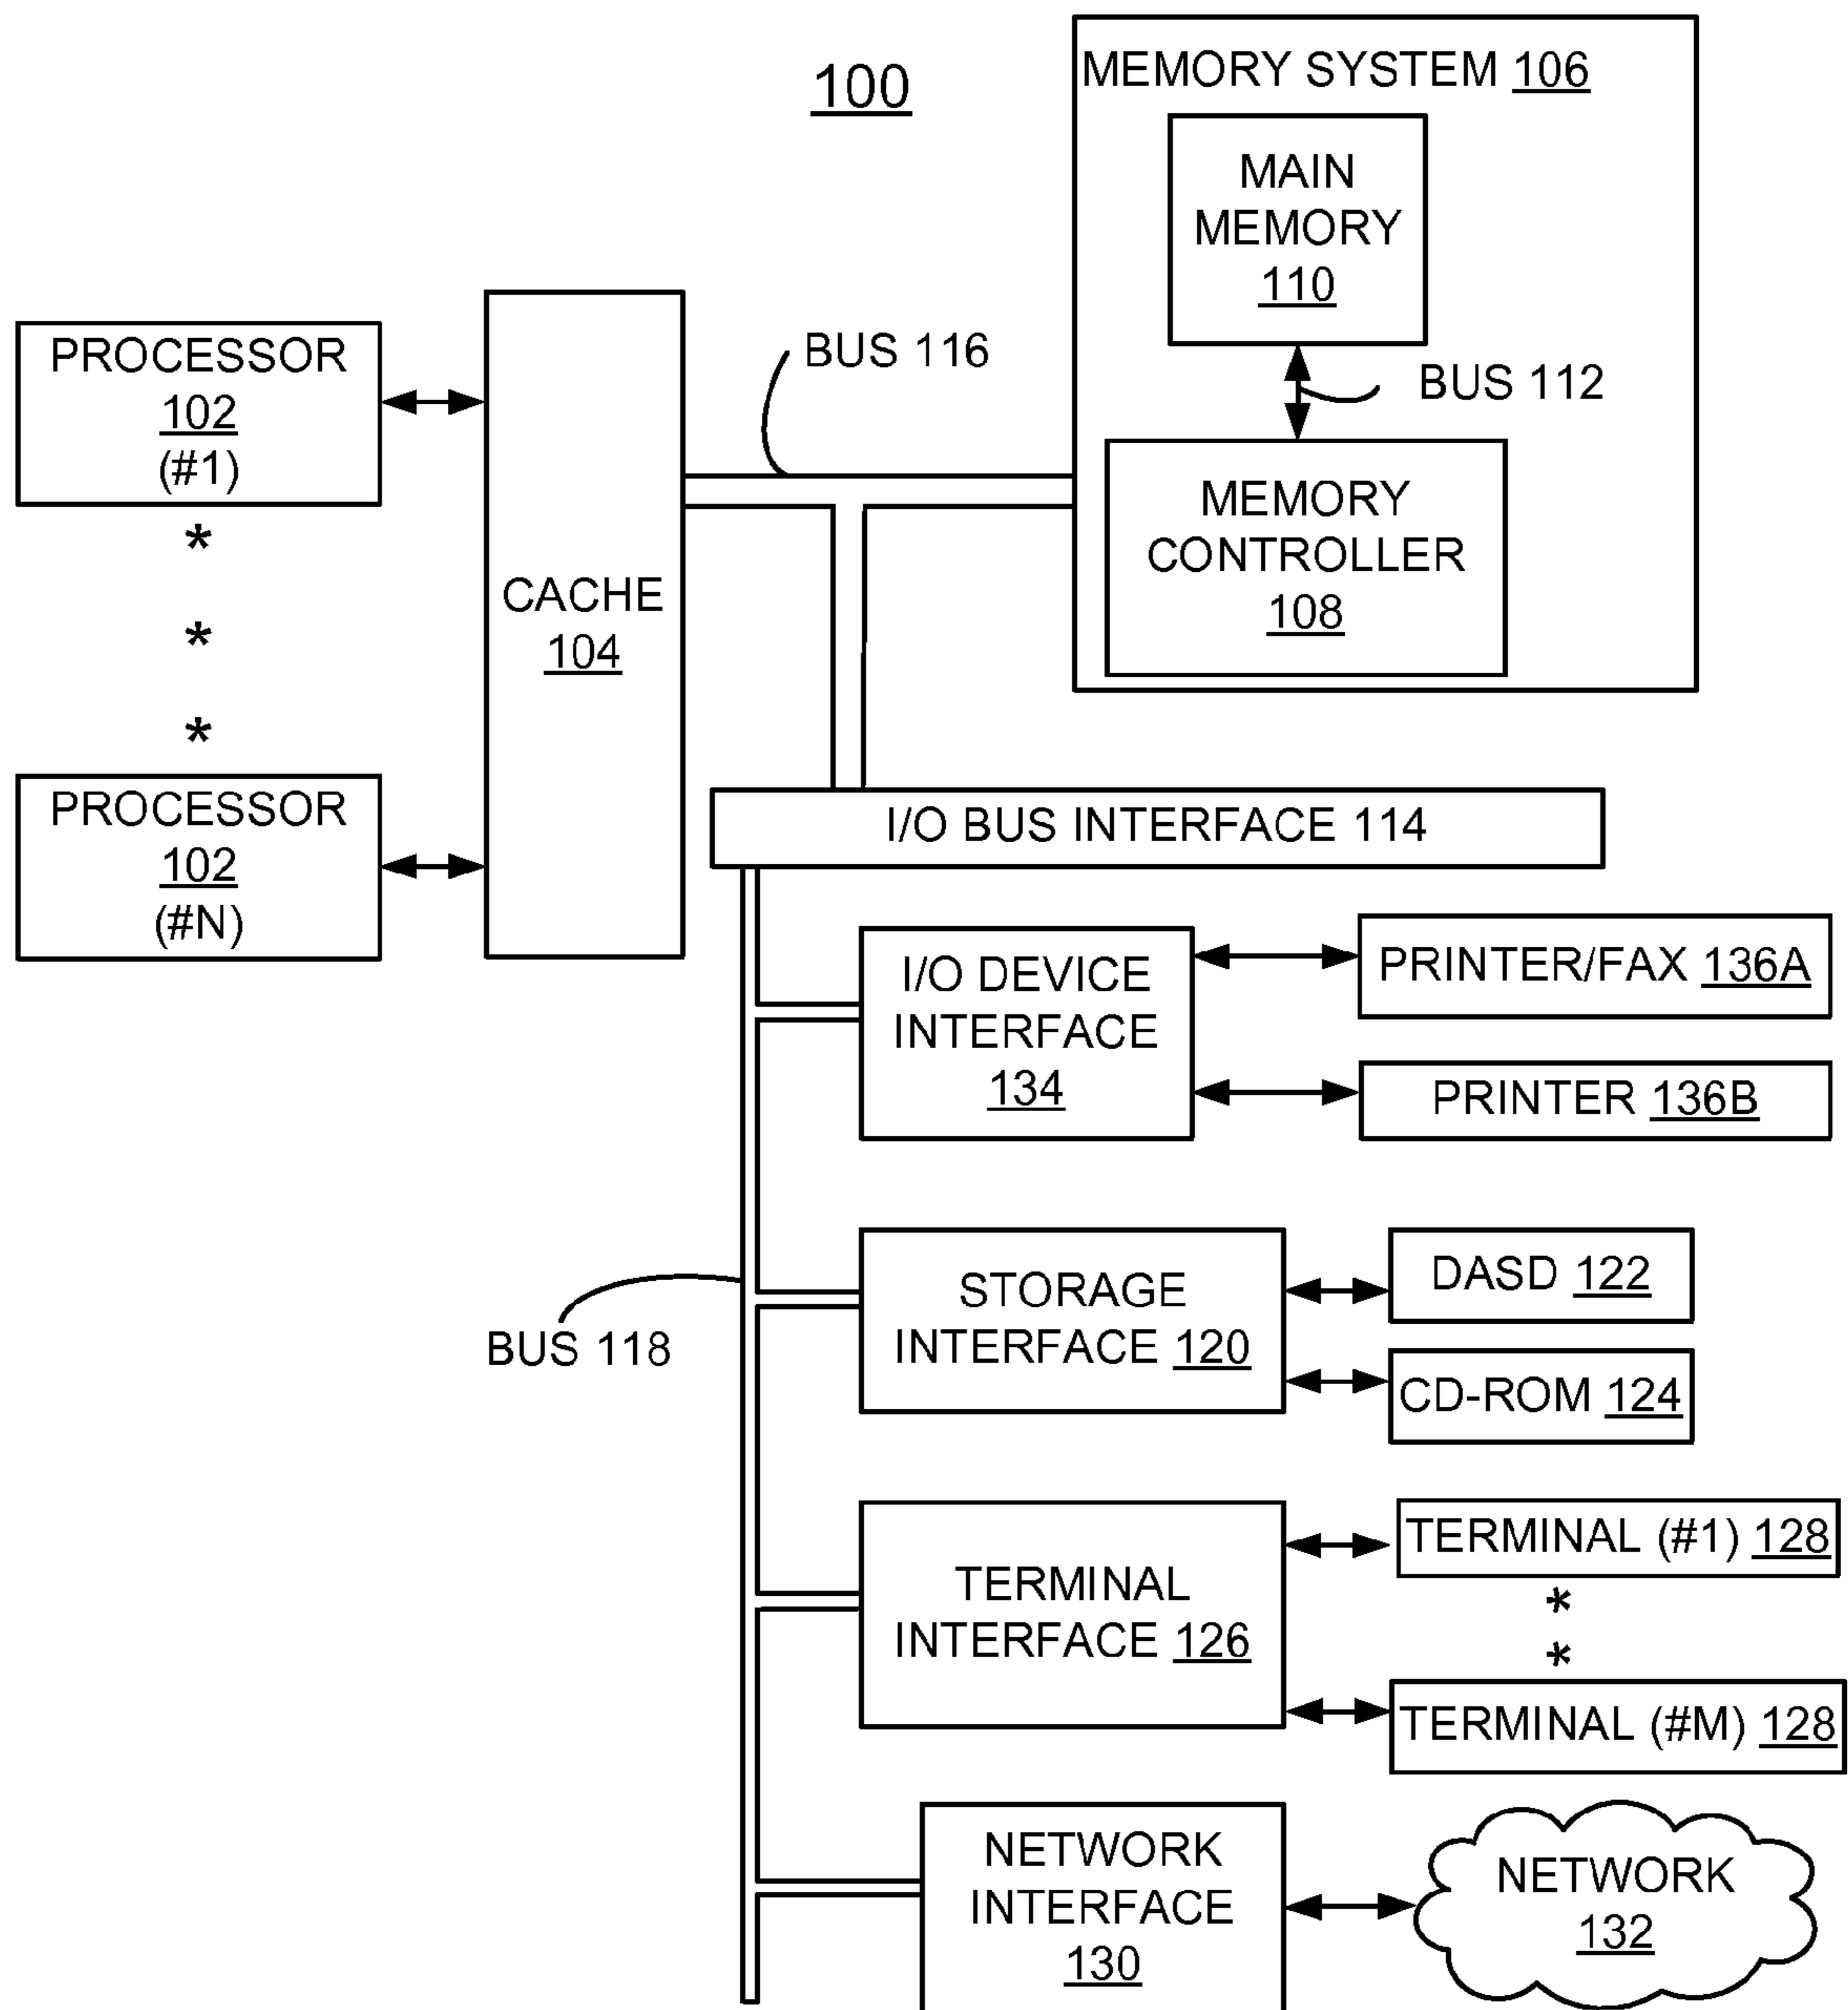 100
MEMORY SYSTEM 106
MAIN
MEMORY
110
BUS 112
MEMORY
CONTROLLER
108
BUS 116
PROCESSOR
102
(#1)
*
*
*
PROCESSOR
102
(#N)
CACHE
104
I/O BUS INTERFACE 114
I/O DEVICE
INTERFACE
134
PRINTER/FAX 136A
PRINTER 136B
BUS 118
STORAGE
INTERFACE 120
DASD 122
CD-ROM 124
TERMINAL
INTERFACE 126
TERMINAL (#1) 128
*
*
TERMINAL (#M) 128
NETWORK
INTERFACE
130
NETWORK
132